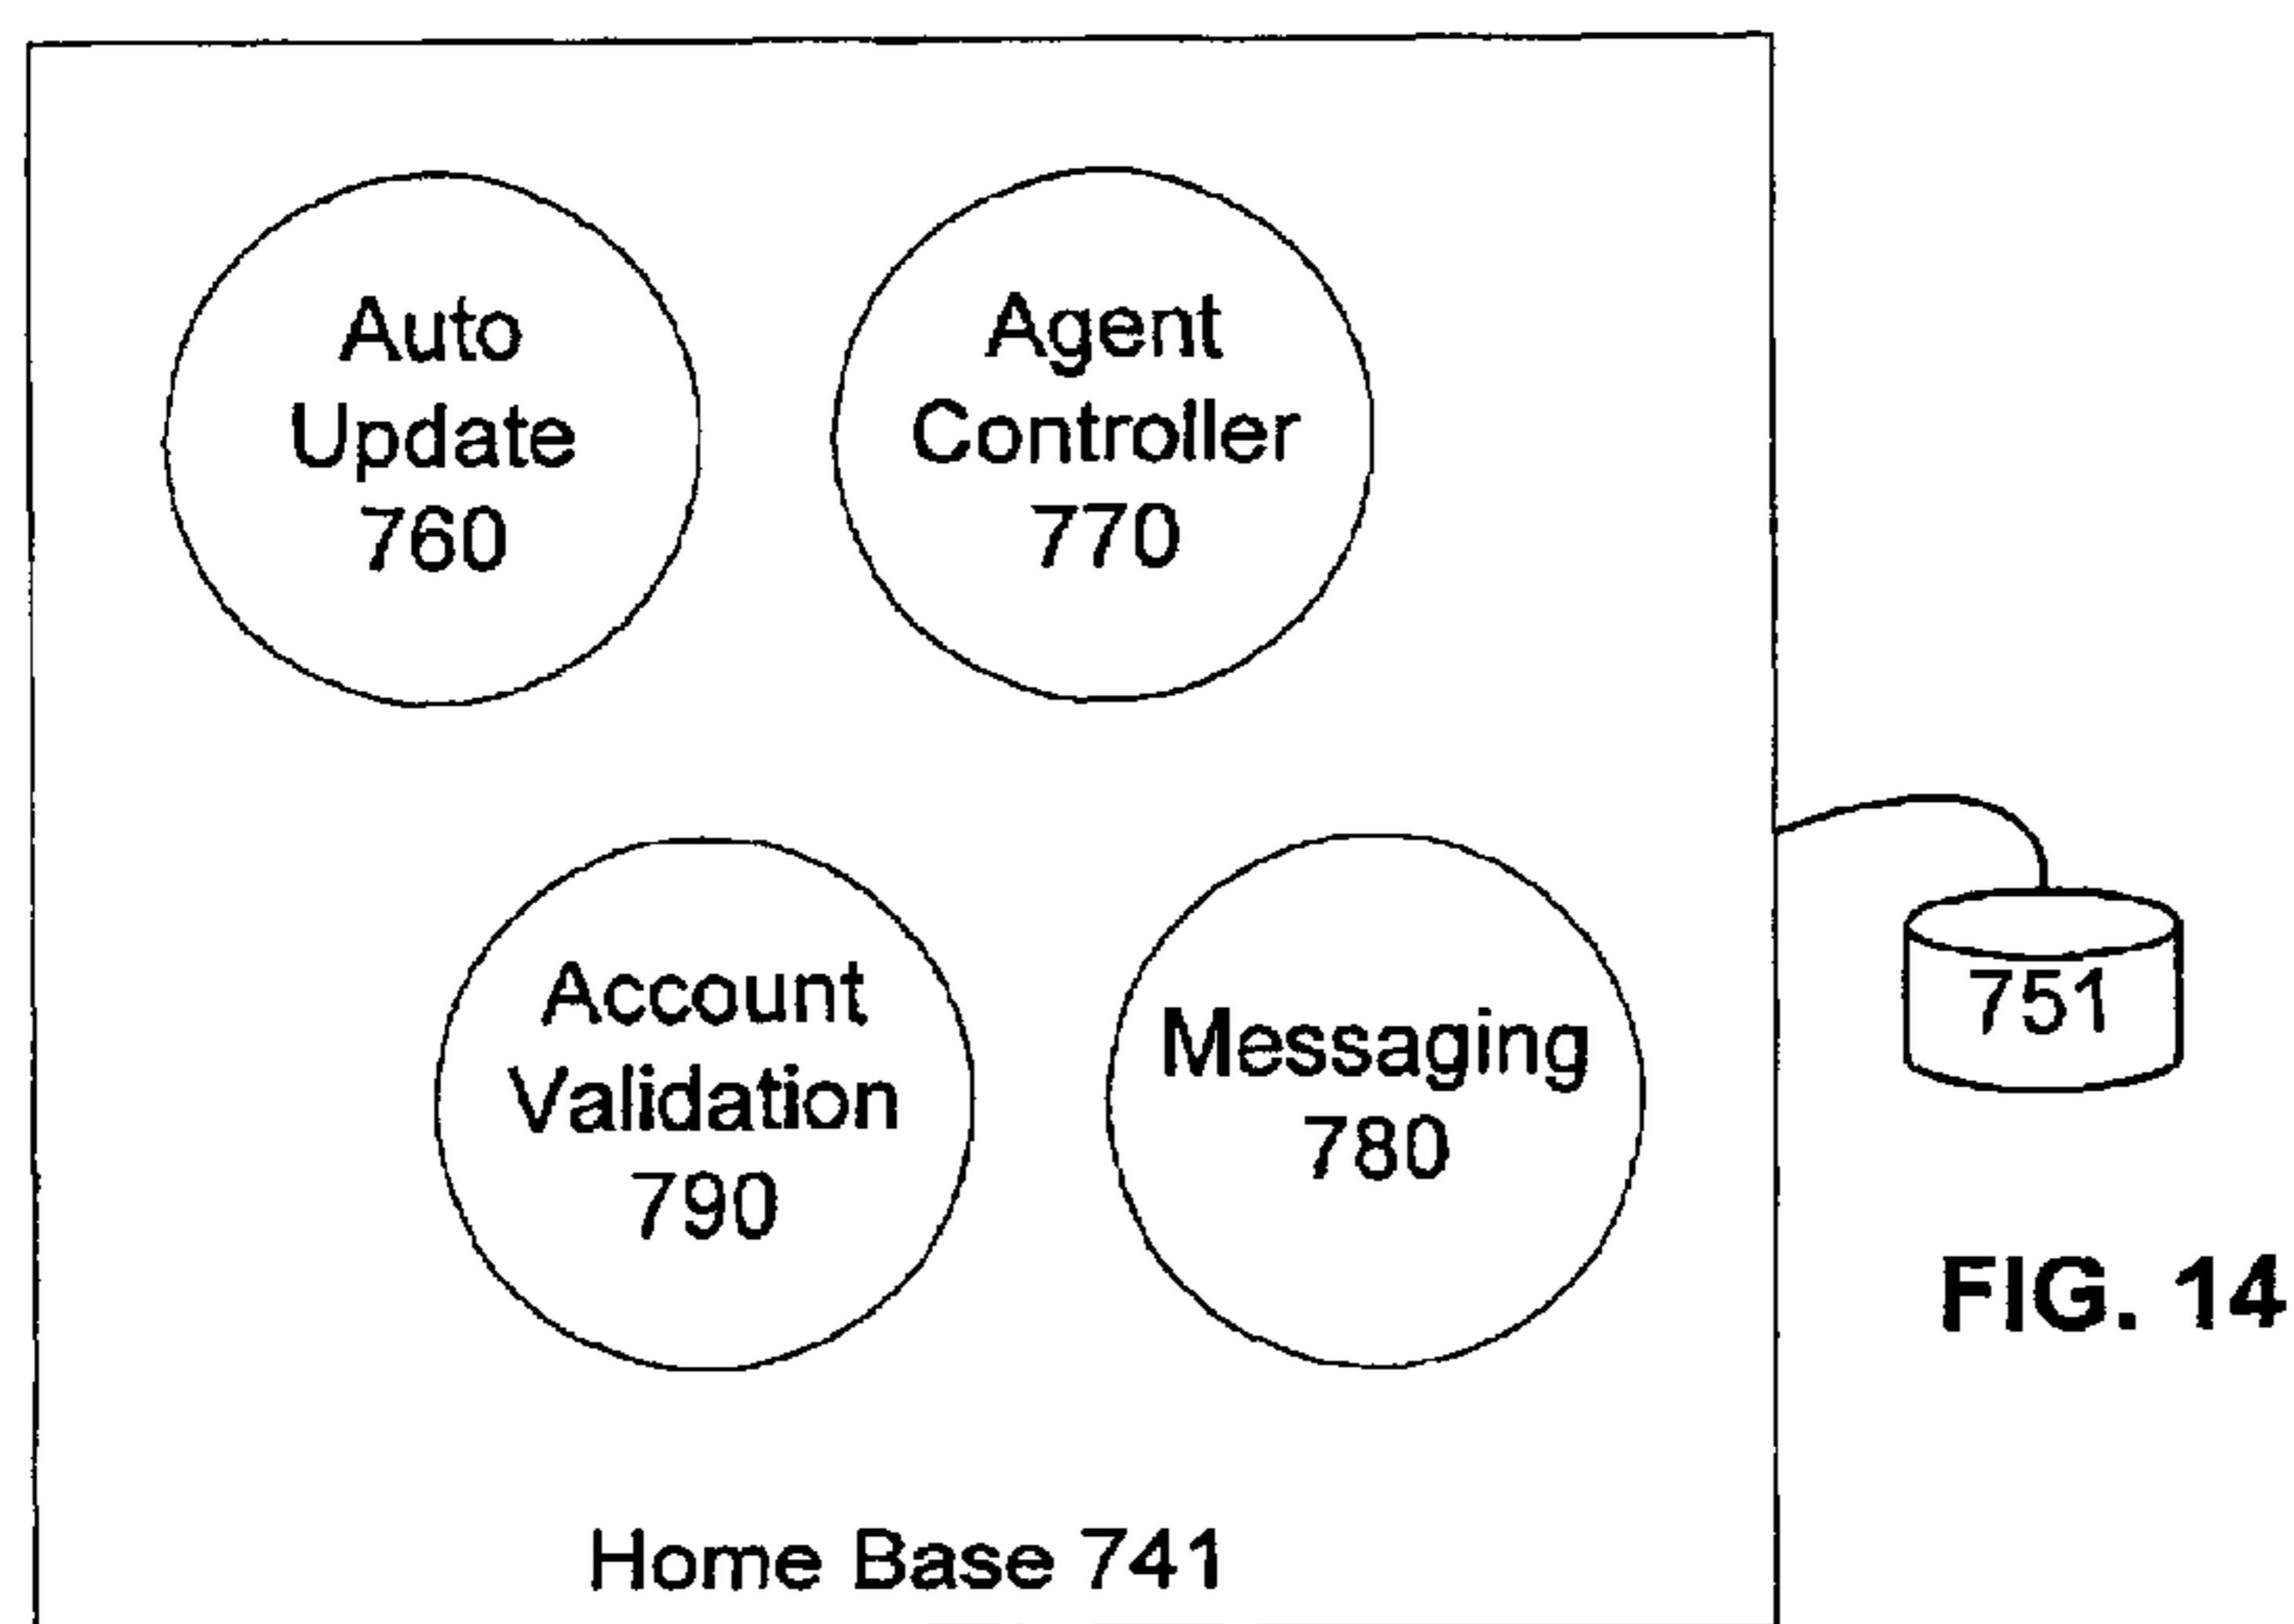 Auto
Update
760
Agent
Controller
770
Account
Validation
790
Messaging
780
751
FIG. 14
Home Base 741